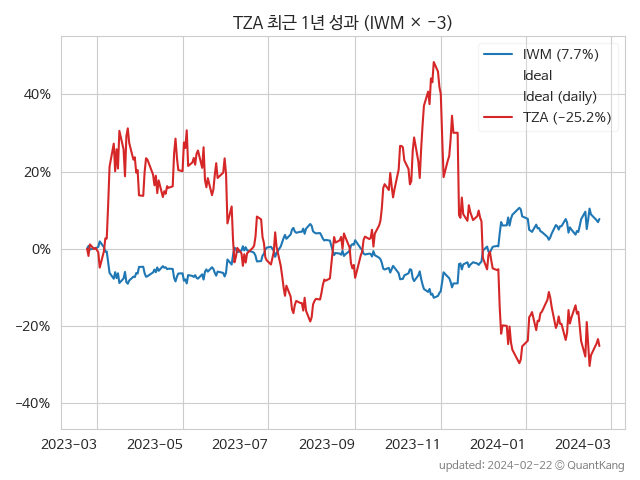 TZA 최근 1년 성과 (IWM × −3)
IWM (7.7%)
Ideal
Ideal (daily)
TZA (−25.2%)
40%
20%
0%
−20%
−40%
2023-03 2023-05 2023-07 2023-09 2023-11 2024-01 2024-03
updated: 2024-02-22 © QuantKang